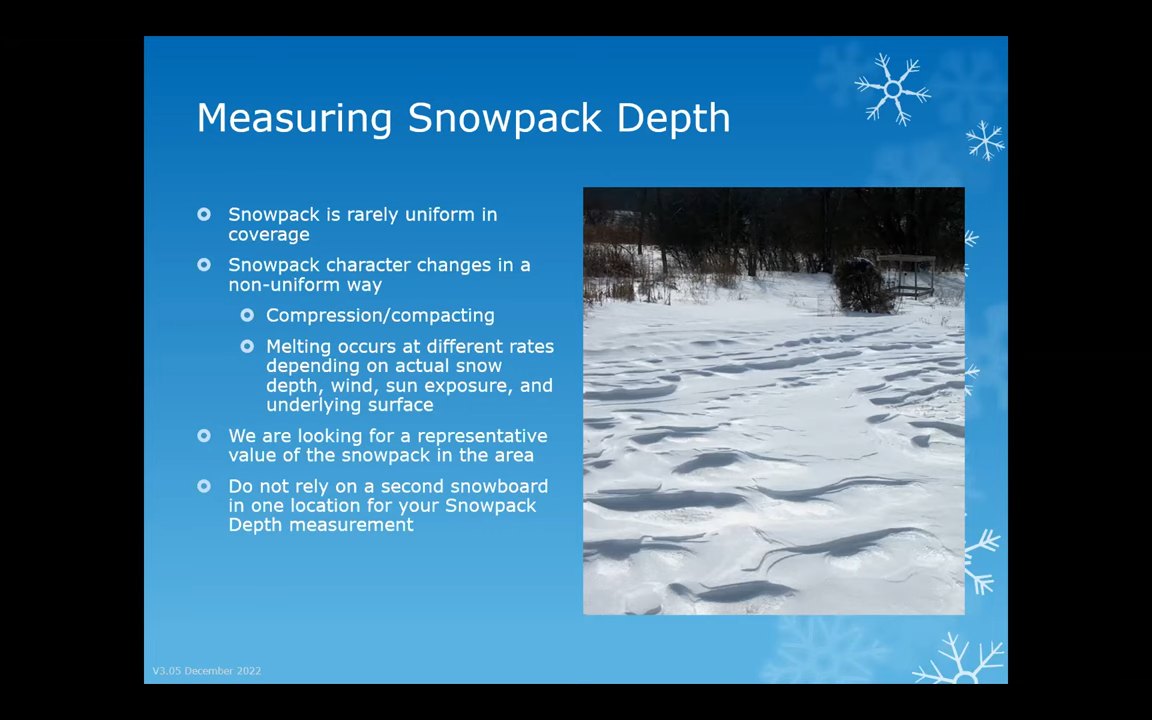 Measuring Snowpack Depth
Snowpack is rarely uniform in
coverage
Snowpack character changes in a
non-uniform way
Compression/compacting
Melting occurs at different rates
depending on actual snow
depth, wind, sun exposure, and
underlying surface
We are looking for a representative
value of the snowpack in the area
Do not rely on a second snowboard
in one location for your Snowpack
Depth measurement
V3.05 December 2022